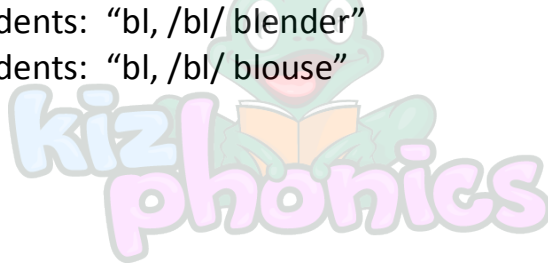 dents: “bl, /bl/ blender”
dents: “bl, /bl/ blouse”
kiz
phonics